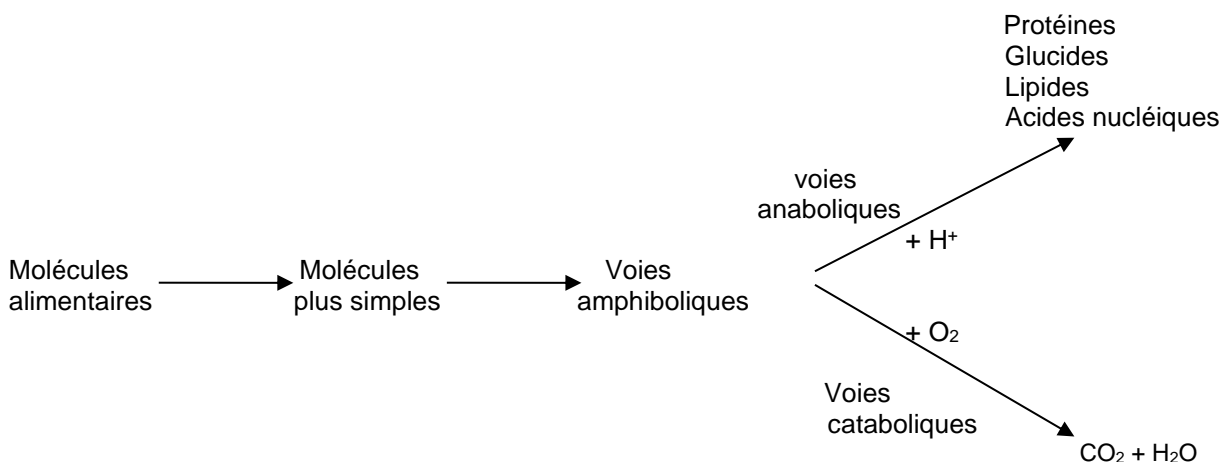 Protéines
Glucides
Lipides
Acides nucléiques
voies
anaboliques
+ H⁺
Molécules
alimentaires
Molécules
plus simples
Voies
amphiboliques
+ O₂
Voies
cataboliques
CO₂ + H₂O